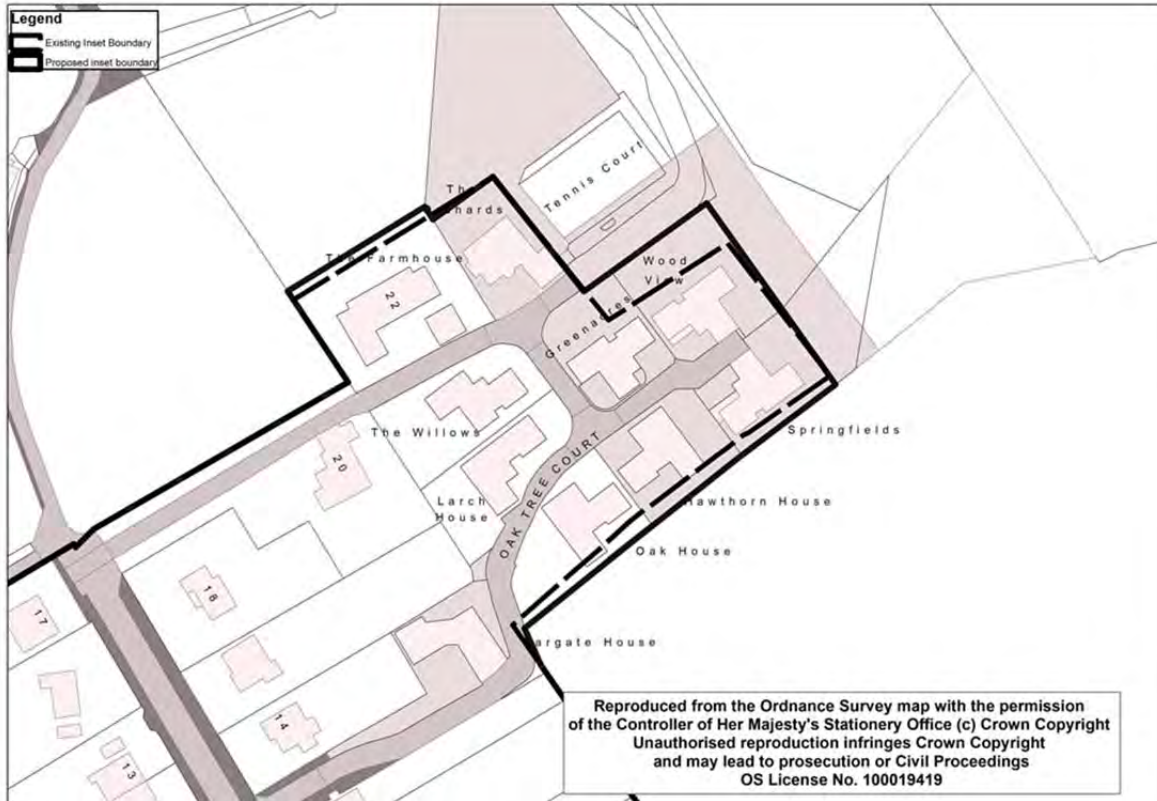 Legend
Existing Inset Boundary
Proposed inset boundary
Tennis Court
The Farmhouse
22
Wood
View
Greenacres
The Willows
20
Springfields
Larch
House
OAK TREE COURT
Hawthorn House
Oak House
18
17
House
14
13
Reproduced from the Ordnance Survey map with the permission
of the Controller of Her Majesty's Stationery Office (c) Crown Copyright
Unauthorised reproduction infringes Crown Copyright
and may lead to prosecution or Civil Proceedings
OS License No. 100019419